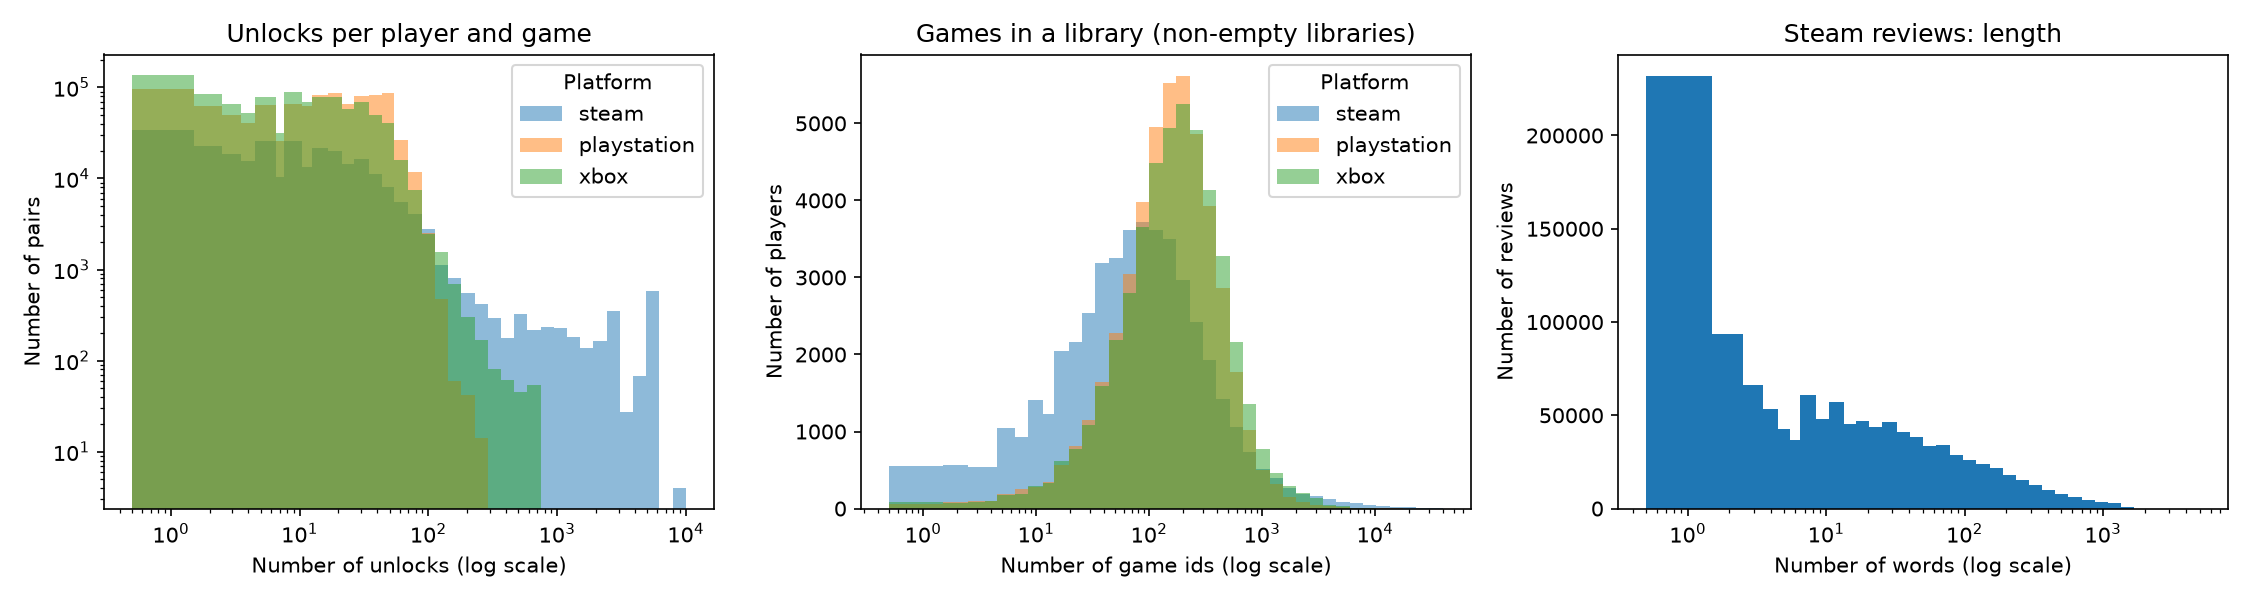 Unlocks per player and game
Number of pairs
10^5
10^4
10^3
10^2
10^1
Platform
steam
playstation
xbox
10^0 10^1 10^2 10^3 10^4
Number of unlocks (log scale)
Games in a library (non-empty libraries)
Number of players
5000
4000
3000
2000
1000
0
Platform
steam
playstation
xbox
10^0 10^1 10^2 10^3 10^4
Number of game ids (log scale)
Steam reviews: length
Number of reviews
200000
150000
100000
50000
0
10^0 10^1 10^2 10^3
Number of words (log scale)